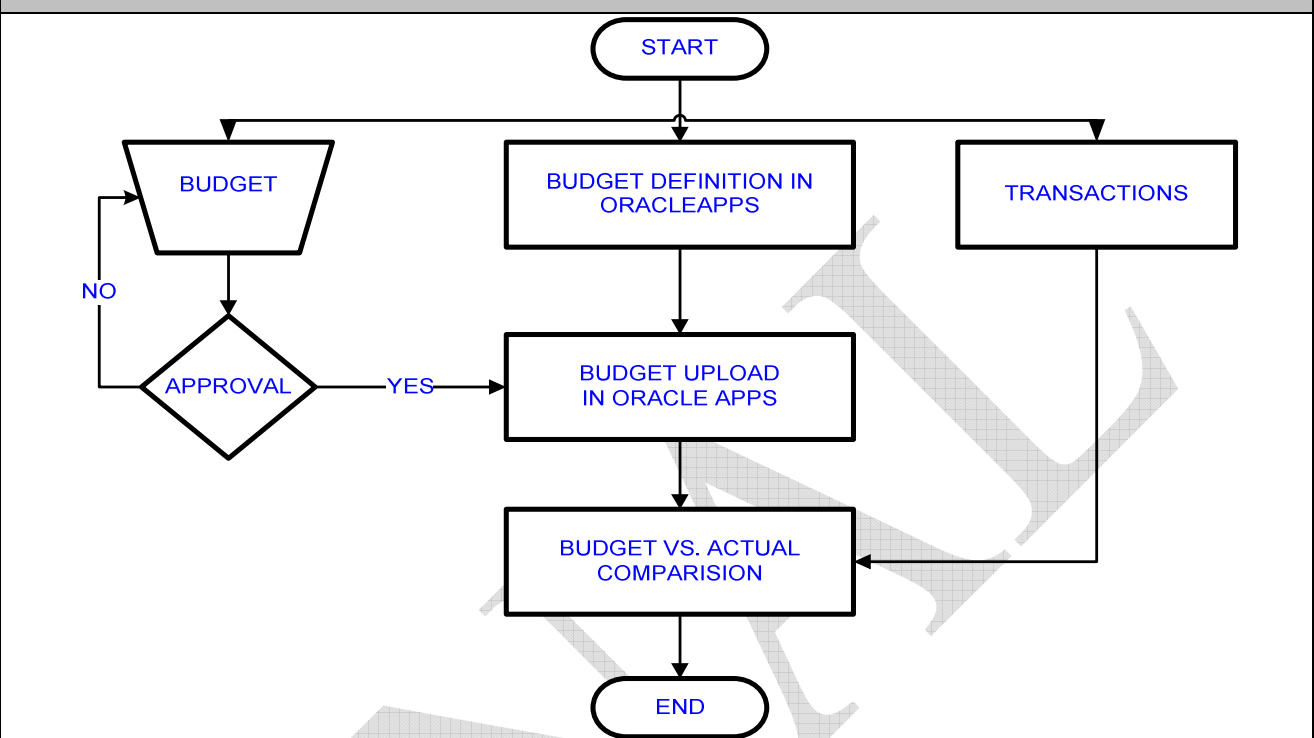 START
BUDGET
BUDGET DEFINITION IN
ORACLEAPPS
TRANSACTIONS
NO
APPROVAL
YES
BUDGET UPLOAD
IN ORACLE APPS
BUDGET VS. ACTUAL
COMPARISION
END